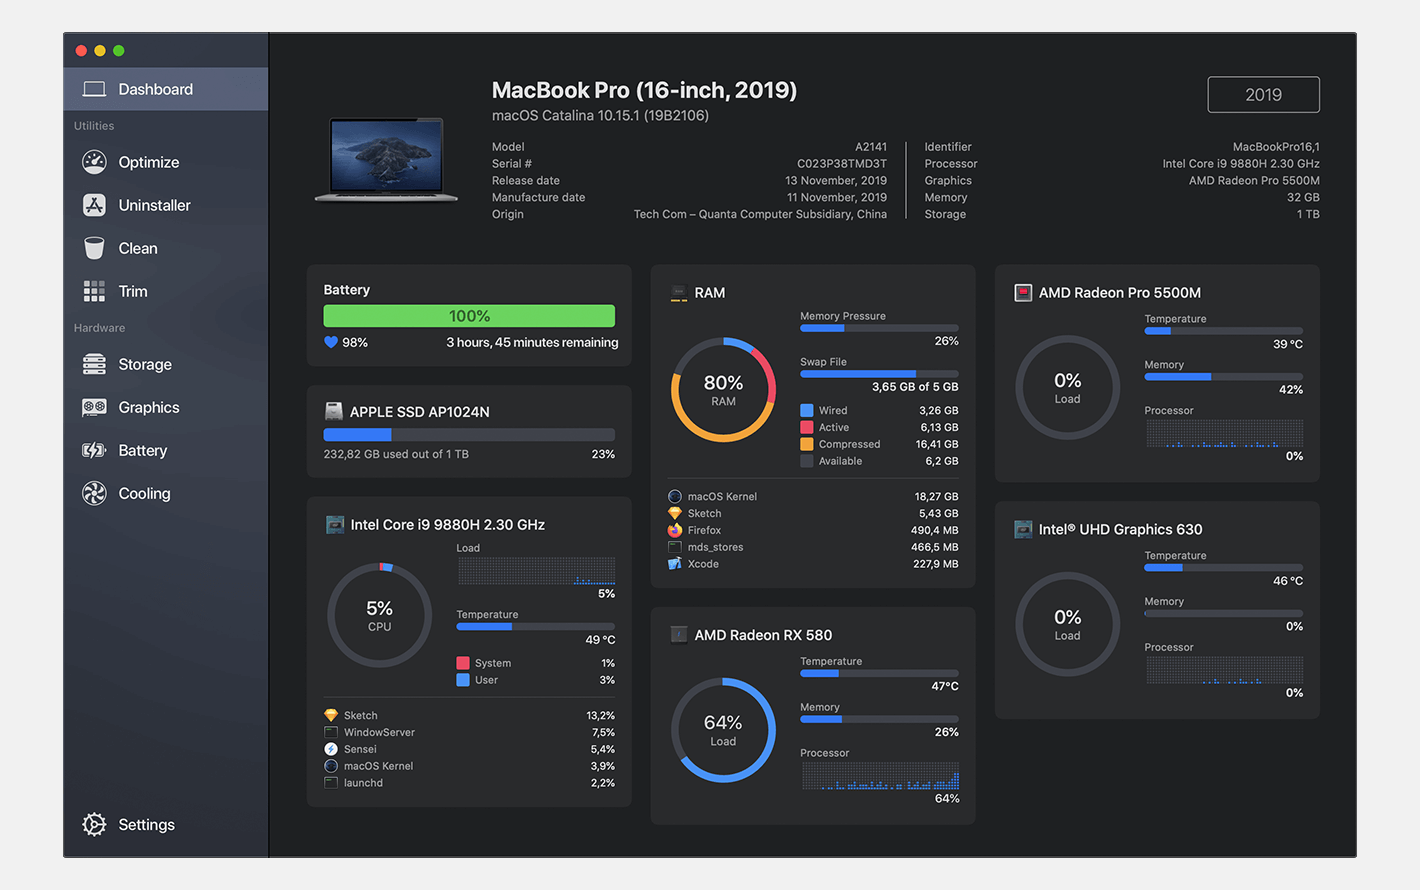 Dashboard
Utilities
Optimize
Uninstaller
Clean
Trim
Hardware
Storage
Graphics
Battery
Cooling
Settings
MacBook Pro (16-inch, 2019)
macOS Catalina 10.15.1 (19B2106)
2019
Model A2141
Serial # C023P38TMD3T
Release date 13 November, 2019
Manufacture date 11 November, 2019
Origin Tech Com – Quanta Computer Subsidiary, China
Identifier MacBookPro16,1
Processor Intel Core i9 9880H 2.30 GHz
Graphics AMD Radeon Pro 5500M
Memory 32 GB
Storage 1 TB
Battery
100%
98% 3 hours, 45 minutes remaining
APPLE SSD AP1024N
232,82 GB used out of 1 TB 23%
Intel Core i9 9880H 2.30 GHz
5%
CPU
Load
5%
Temperature
49 °C
System 1%
User 3%
Sketch 13,2%
WindowServer 7,5%
Sensei 5,4%
macOS Kernel 3,9%
launchd 2,2%
RAM
80%
RAM
Memory Pressure
26%
Swap File
3,65 GB of 5 GB
Wired 3,26 GB
Active 6,13 GB
Compressed 16,41 GB
Available 6,2 GB
macOS Kernel 18,27 GB
Sketch 5,43 GB
Firefox 490,4 MB
mds_stores 466,5 MB
Xcode 227,9 MB
AMD Radeon RX 580
64%
Load
Temperature
47°C
Memory
26%
Processor
64%
AMD Radeon Pro 5500M
0%
Load
Temperature
39 °C
Memory
42%
Processor
0%
Intel® UHD Graphics 630
0%
Load
Temperature
46 °C
Memory
0%
Processor
0%